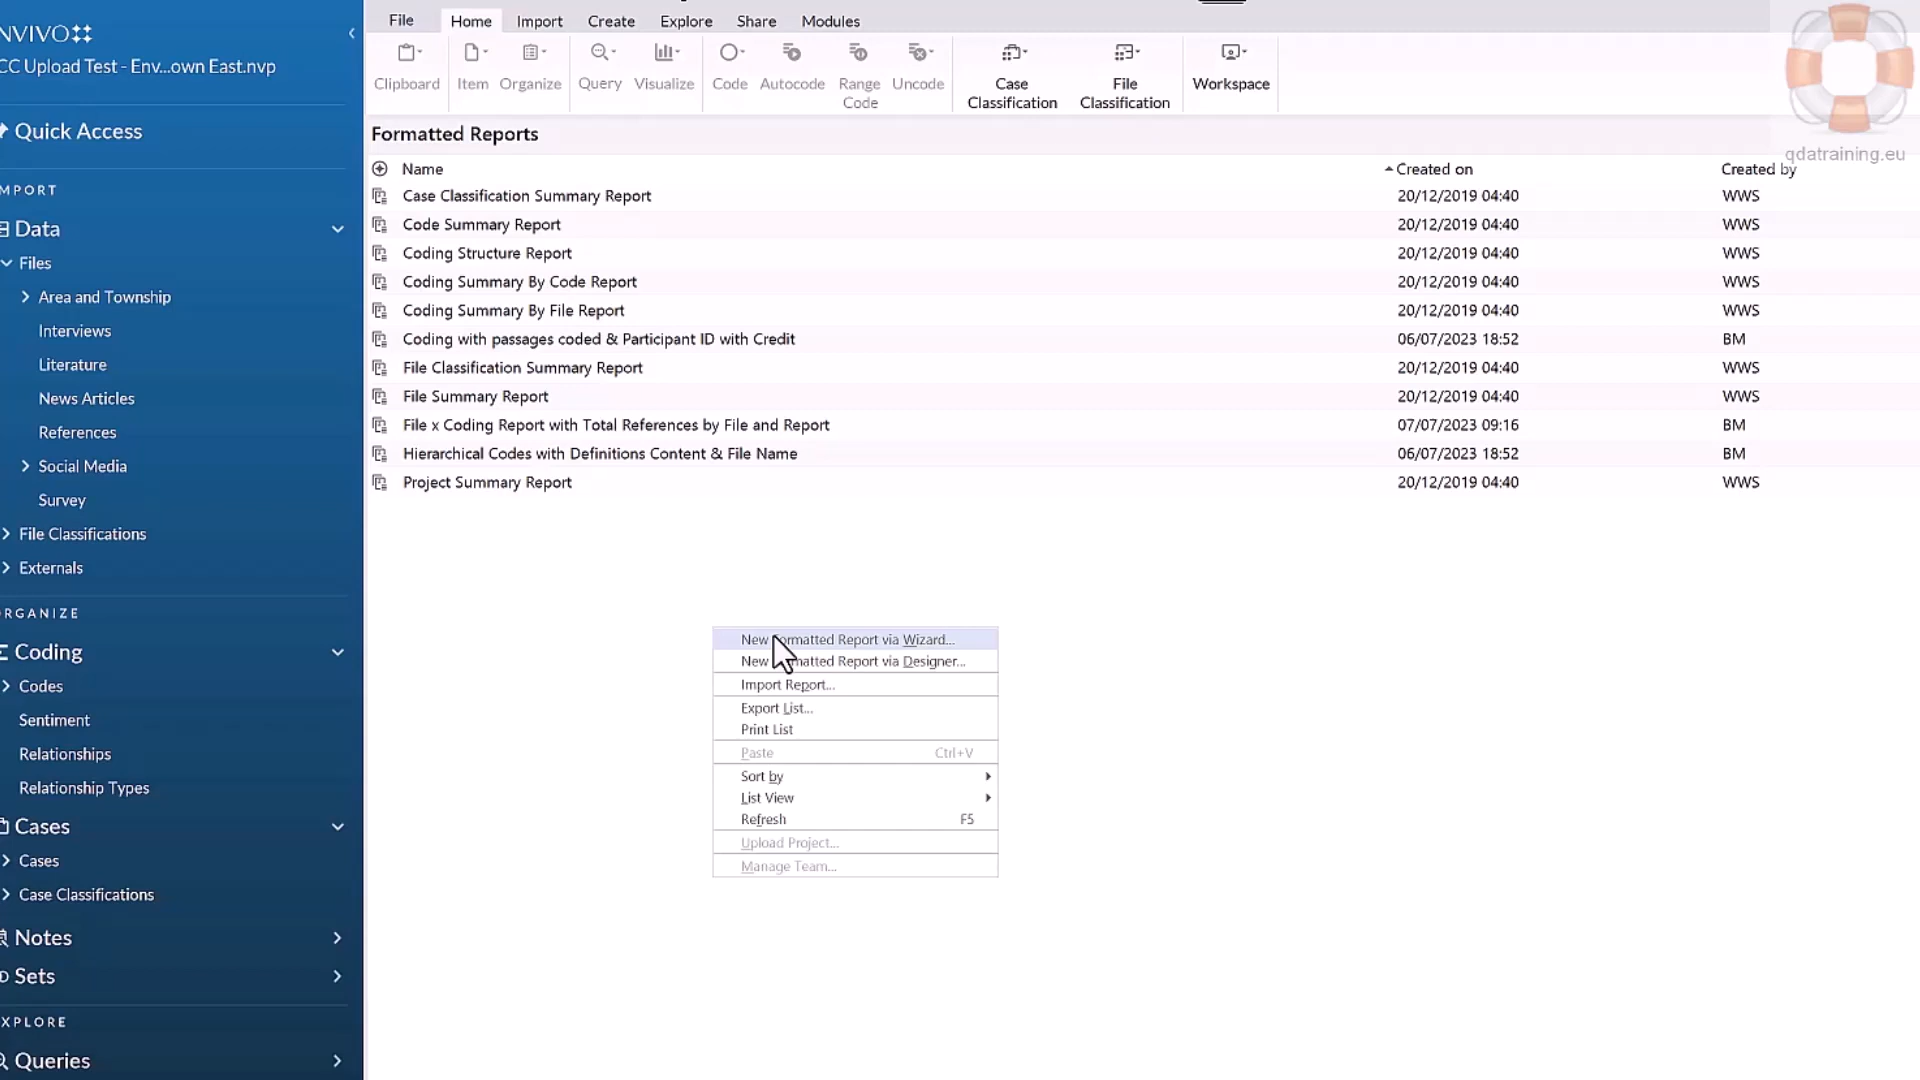 NVIVO
CC Upload Test - Env...own East.nvp
Quick Access
MPORT
Data
Files
Area and Township
Interviews
Literature
News Articles
References
Social Media
Survey
File Classifications
Externals
RGANIZE
Coding
Codes
Sentiment
Relationships
Relationship Types
Cases
Cases
Case Classifications
Notes
Sets
XPLORE
Queries
File Home Import Create Explore Share Modules
Clipboard Item Organize Query Visualize Code Autocode Range Code Uncode Case Classification File Classification Workspace
qdatraining.eu
Formatted Reports
Name Created on Created by
Case Classification Summary Report 20/12/2019 04:40 WWS
Code Summary Report 20/12/2019 04:40 WWS
Coding Structure Report 20/12/2019 04:40 WWS
Coding Summary By Code Report 20/12/2019 04:40 WWS
Coding Summary By File Report 20/12/2019 04:40 WWS
Coding with passages coded & Participant ID with Credit 06/07/2023 18:52 BM
File Classification Summary Report 20/12/2019 04:40 WWS
File Summary Report 20/12/2019 04:40 WWS
File x Coding Report with Total References by File and Report 07/07/2023 09:16 BM
Hierarchical Codes with Definitions Content & File Name 06/07/2023 18:52 BM
Project Summary Report 20/12/2019 04:40 WWS
New Formatted Report via Wizard...
New Formatted Report via Designer...
Import Report...
Export List...
Print List
Paste Ctrl+V
Sort by
List View
Refresh F5
Upload Project...
Manage Team...